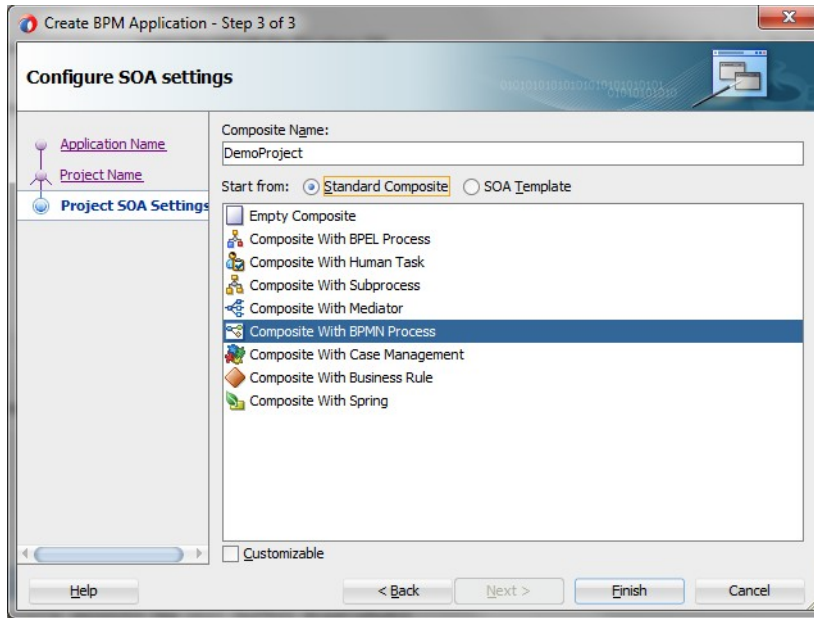 Create BPM Application - Step 3 of 3
Configure SOA settings
Application Name
Project Name
Project SOA Settings
Composite Name:
DemoProject
Start from: Standard Composite SOA Template
Empty Composite
Composite With BPEL Process
Composite With Human Task
Composite With Subprocess
Composite With Mediator
Composite With BPMN Process
Composite With Case Management
Composite With Business Rule
Composite With Spring
Customizable
Help < Back Next > Finish Cancel